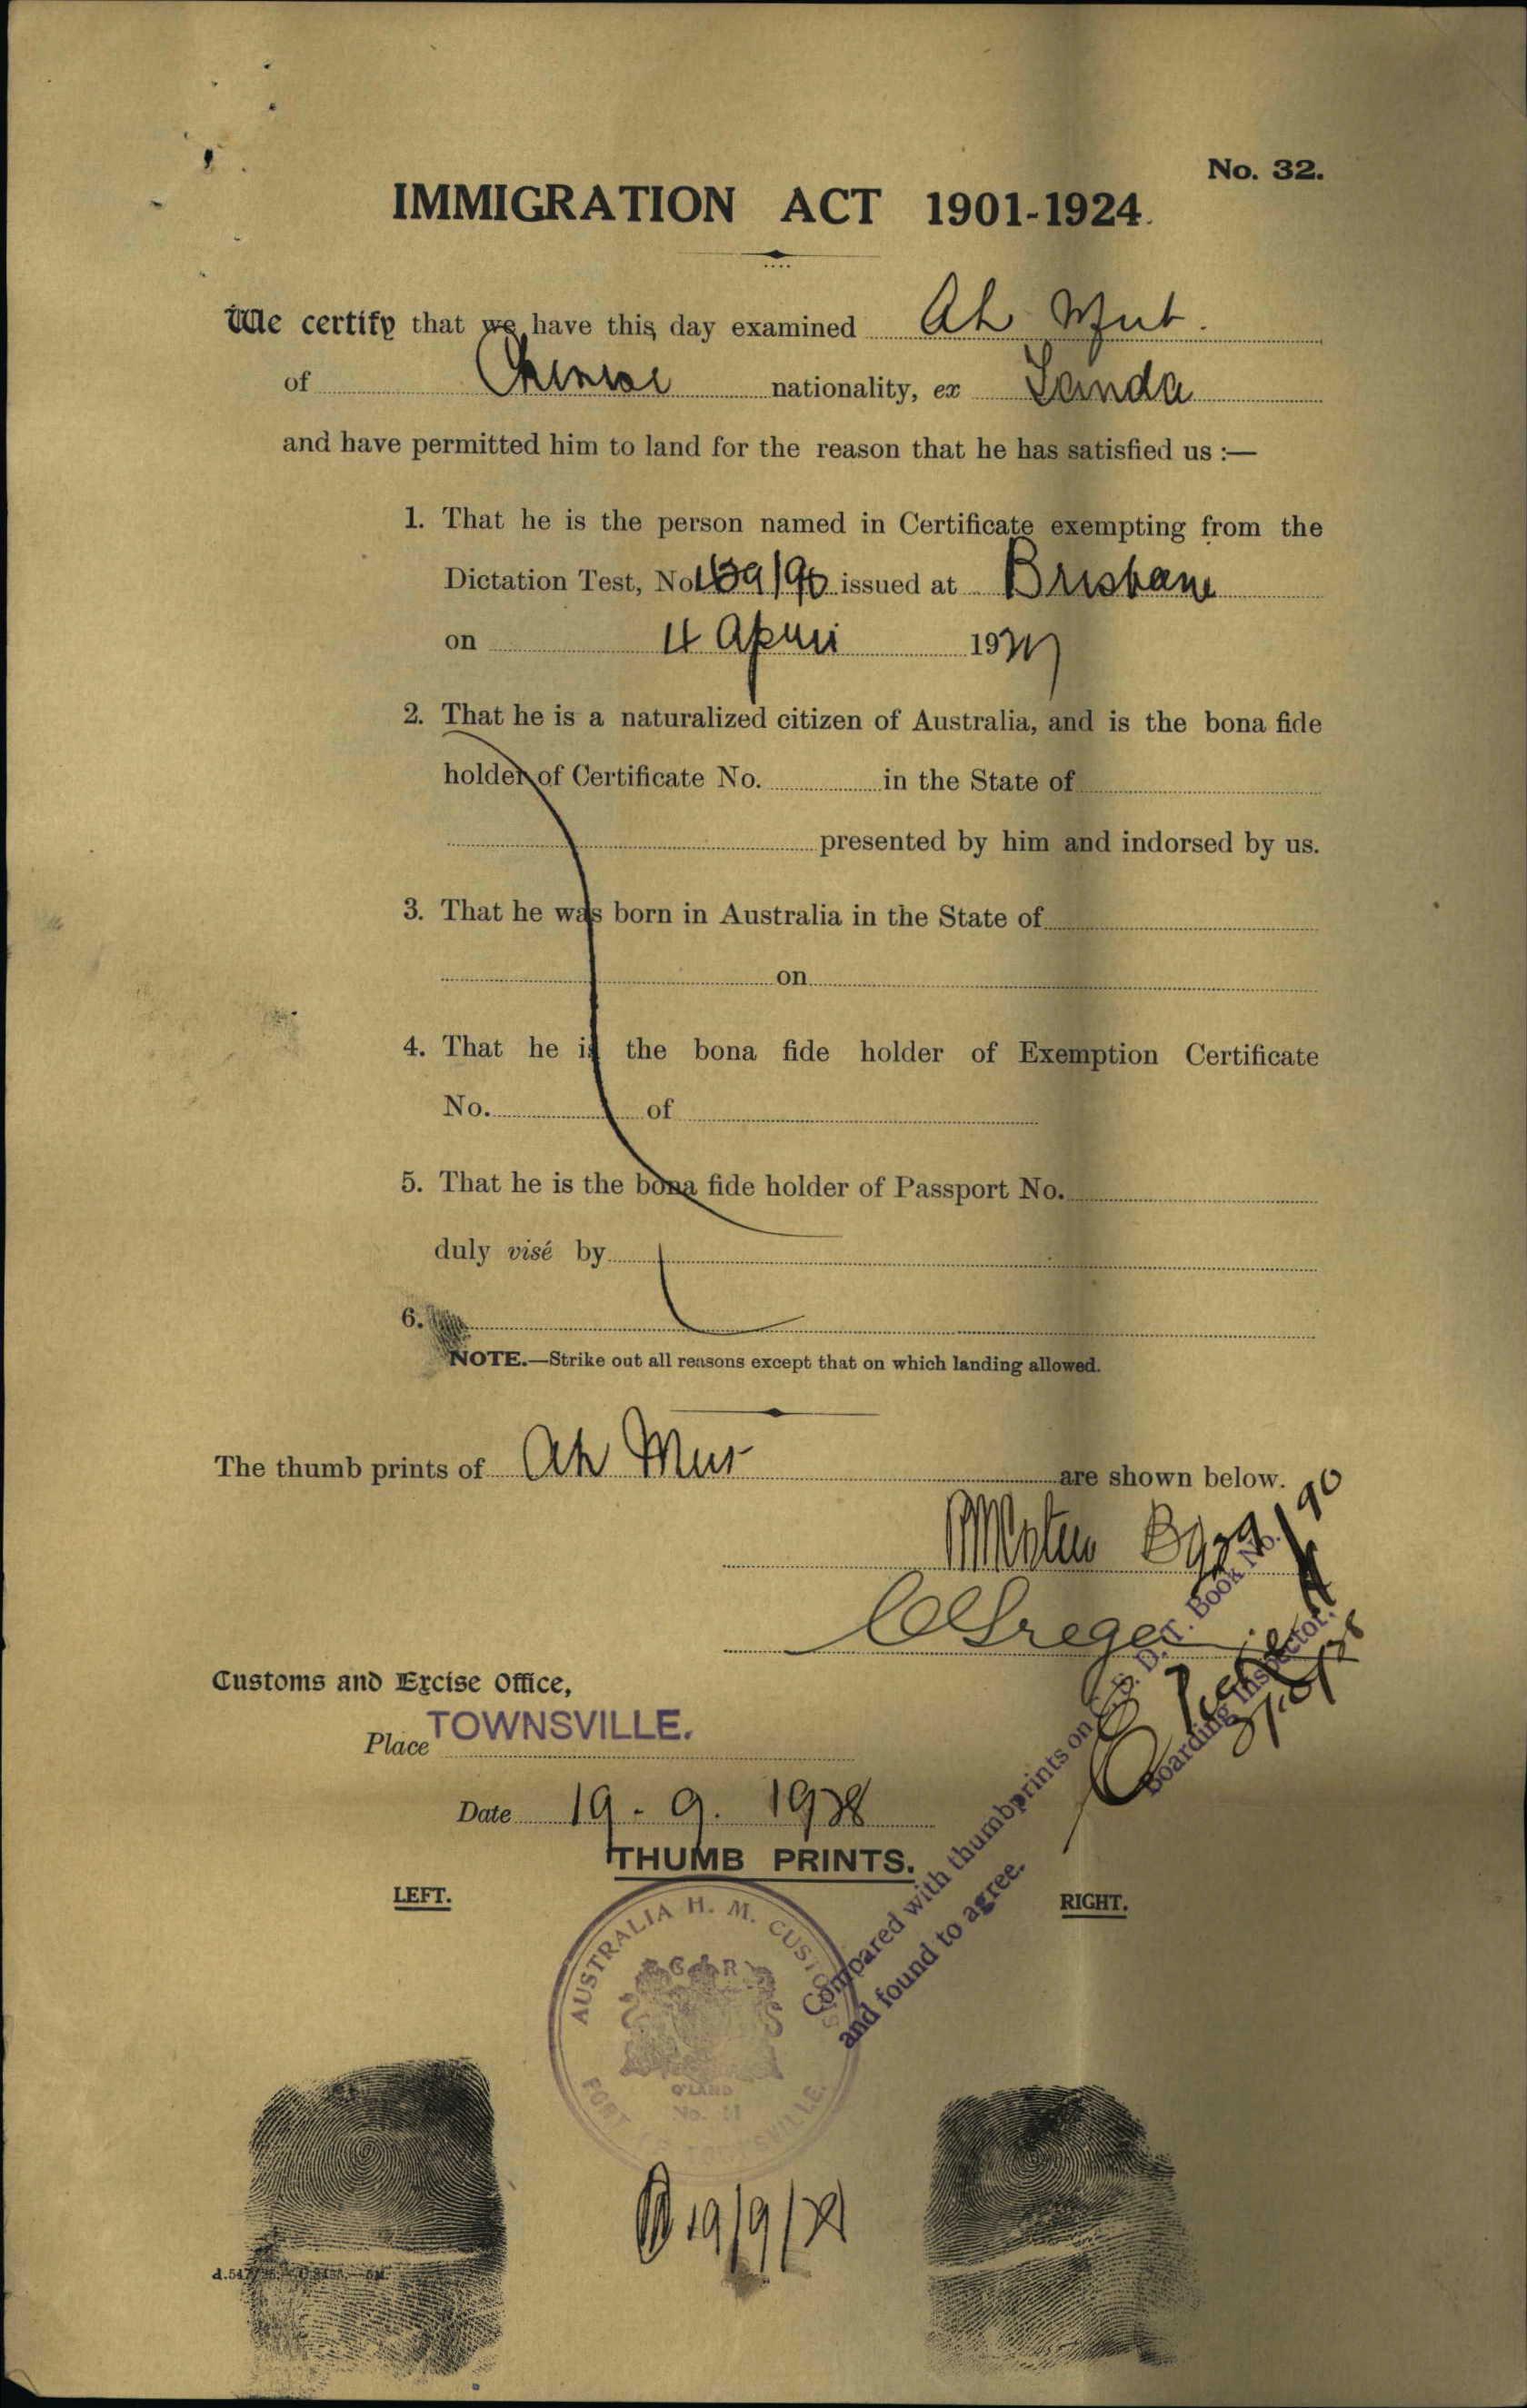 No. 32.
IMMIGRATION ACT 1901-1924.
We certify that we have this day examined Ah
of Chinese nationality, ex Tanda
and have permitted him to land for the reason that he has satisfied us :—
1. That he is the person named in Certificate exempting from the
Dictation Test, No. issued at Brisbane
on 4 April 1927
2. That he is a naturalized citizen of Australia, and is the bona fide
holder of Certificate No. in the State of
presented by him and indorsed by us.
3. That he was born in Australia in the State of
on
4. That he is the bona fide holder of Exemption Certificate
No. of
5. That he is the bona fide holder of Passport No.
duly visé by
6.
NOTE.—Strike out all reasons except that on which landing allowed.
The thumb prints of Ah are shown below.
Customs and Excise Office,
Place TOWNSVILLE.
Date 19 - 9. 1928
THUMB PRINTS.
LEFT.
RIGHT.
Compared with thumbprints on C. E. D. T. Book No.
and found to agree.
Boarding Inspector.
AUSTRALIA H. M. CUSTOMS
G R
Q'LAND
No. 11
PORT OF TOWNSVILLE.
19/9/28